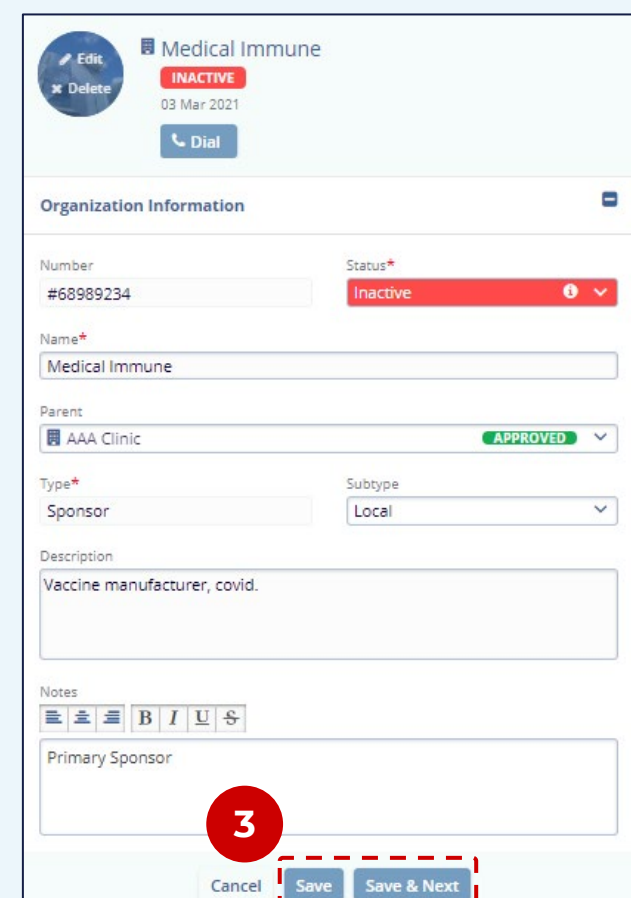 Edit
Delete
Medical Immune
INACTIVE
03 Mar 2021
Dial
Organization Information
Number Status*
#68989234 Inactive
Name*
Medical Immune
Parent
AAA Clinic APPROVED
Type* Subtype
Sponsor Local
Description
Vaccine manufacturer, covid.
Notes
B I U S
Primary Sponsor
3
Cancel Save Save & Next